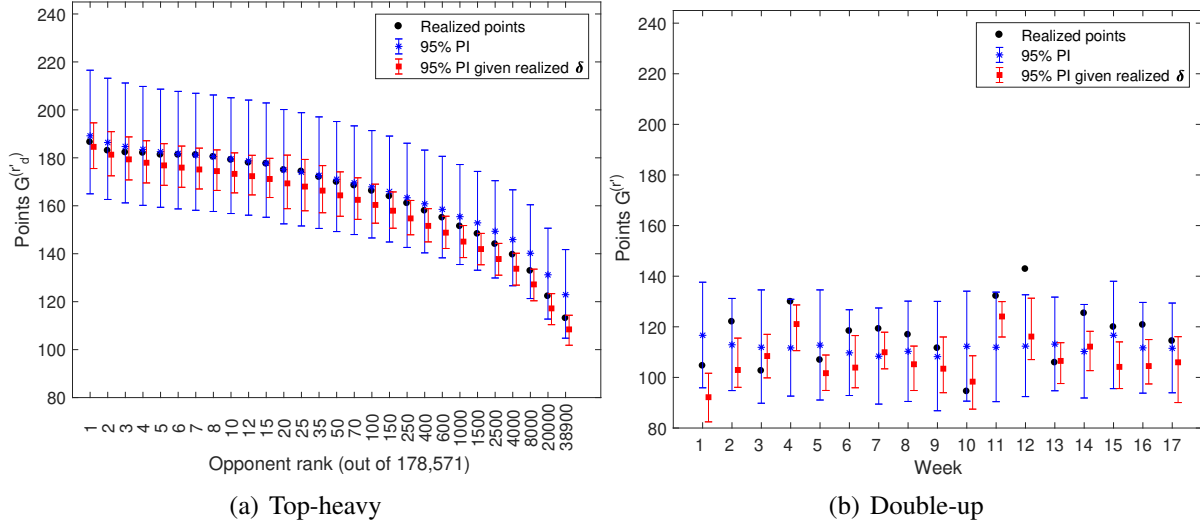 240
220
200
180
160
140
120
100
80
Points G^(r'_d)
Realized points
95% PI
95% PI given realized δ
1 2 3 4 5 6 7 8 10 12 15 20 25 35 50 70 100 150 250 400 600 1000 1500 2500 4000 8000 20000 38900
Opponent rank (out of 178,571)
(a) Top-heavy
240
220
200
180
160
140
120
100
80
Points G^(r')
Realized points
95% PI
95% PI given realized δ
1 2 3 4 5 6 7 8 9 10 11 12 13 14 15 16 17
Week
(b) Double-up